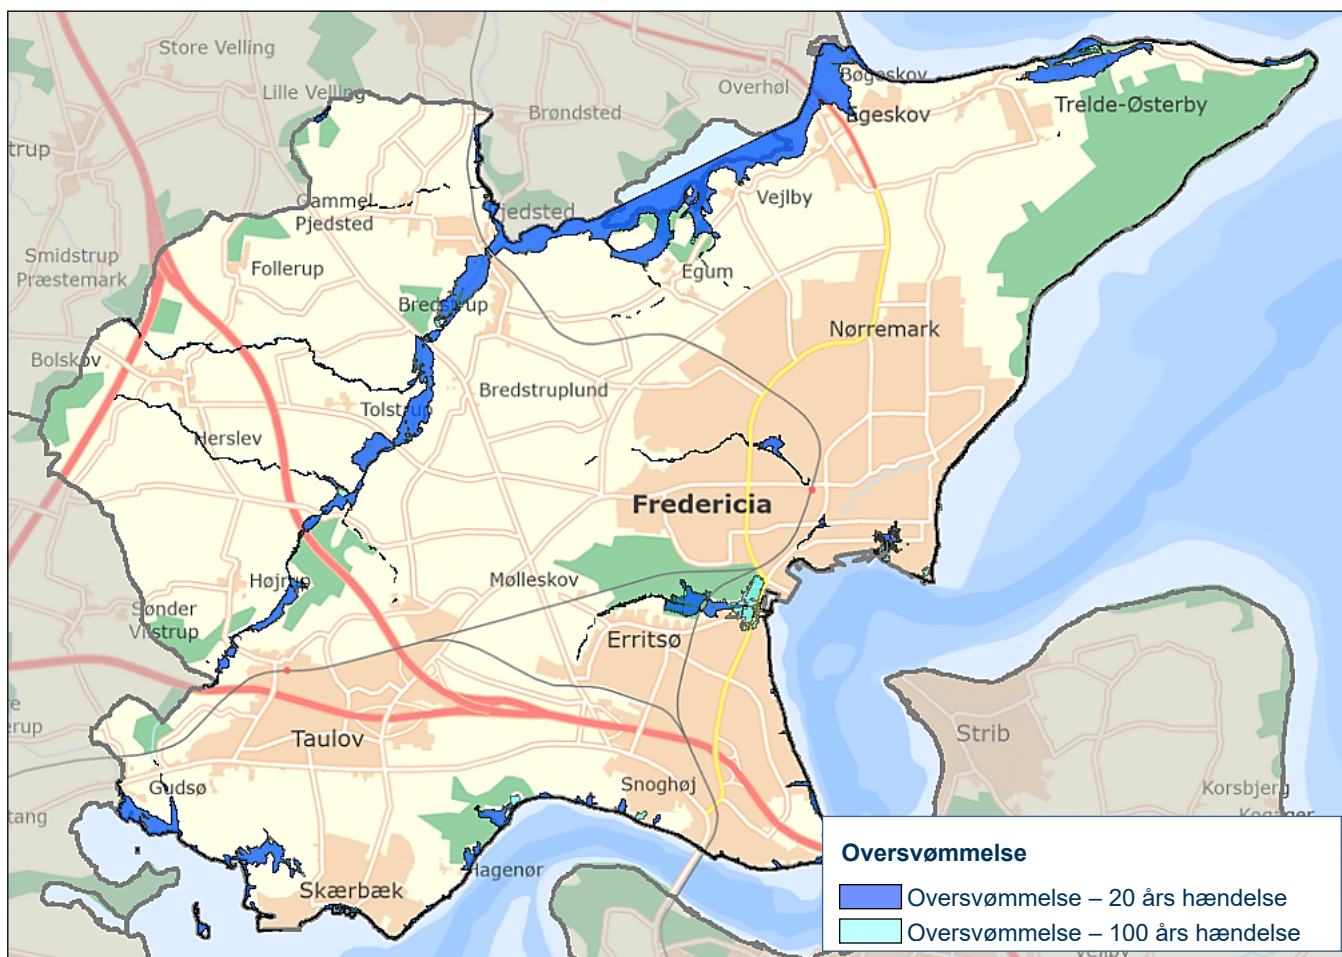 Store Velling
Lille Velling
Overhøl
Bøgeskov
Brøndsted
Egeskov
Trelde-Østerby
trup
Gammel
Pjedsted
Pjedsted
Vejlby
Smidstrup
Præstemark
Follerup
Egum
Bredstrup
Nørremark
Bolskov
Bredstruplund
Tolstrup
Herslev
Fredericia
Højrup
Mølleskov
Sønder
Vilstrup
Erritsø
erup
Taulov
Strib
Gudsø
Snoghøj
Korsbjerg
tang
Hagenør
Skærbæk
Oversvømmelse
Oversvømmelse – 20 års hændelse
Oversvømmelse – 100 års hændelse